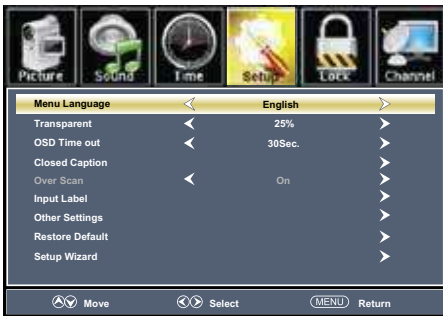 Picture Sound Time Setup Lock Channel
Menu Language English
Transparent 25%
OSD Time out 30Sec.
Closed Caption
Over Scan On
Input Label
Other Settings
Restore Default
Setup Wizard
Move Select MENU Return